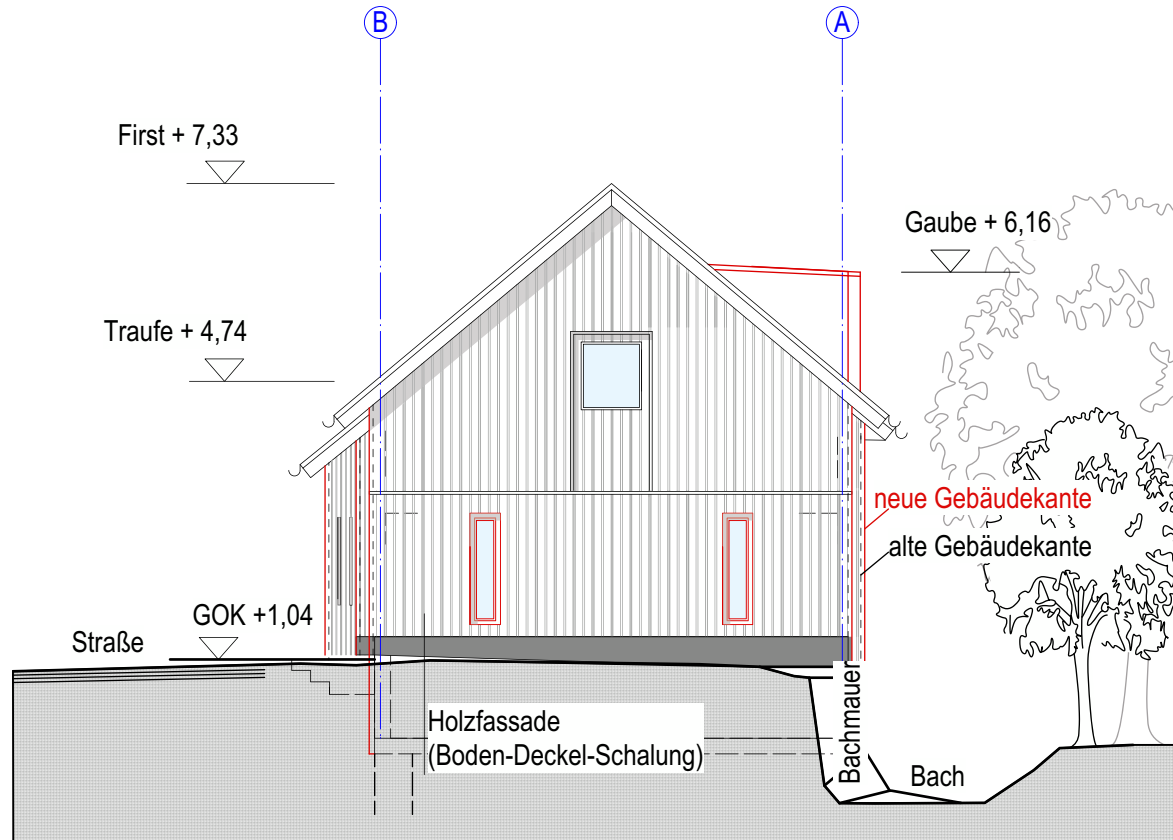 B
A
First + 7,33
Gaube + 6,16
Traufe + 4,74
neue Gebäudekante
alte Gebäudekante
GOK +1,04
Straße
Holzfassade
(Boden-Deckel-Schalung)
Bachmauer
Bach